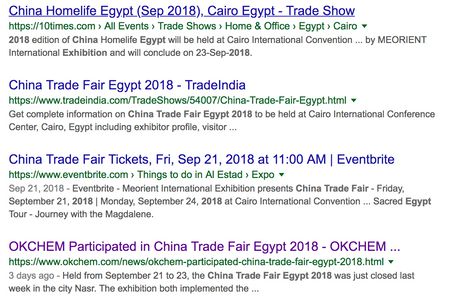 China Homelife Egypt (Sep 2018), Cairo Egypt - Trade Show
https://10times.com › All Events › Trade Shows › Home & Office › Egypt › Cairo
2018 edition of China Homelife Egypt will be held at Cairo International Convention ... by MEORIENT
International Exhibition and will conclude on 23-Sep-2018.
China Trade Fair Egypt 2018 - TradeIndia
https://www.tradeindia.com/TradeShows/54007/China-Trade-Fair-Egypt.html
Get complete information on China Trade Fair Egypt 2018 to be held at Cairo International Conference
Center, Cairo, Egypt including exhibitor profile, visitor ...
China Trade Fair Tickets, Fri, Sep 21, 2018 at 11:00 AM | Eventbrite
https://www.eventbrite.com › Things to do in Al Estad › Expo
Sep 21, 2018 - Eventbrite - Meorient International Exhibition presents China Trade Fair - Friday,
September 21, 2018 | Monday, September 24, 2018 at Cairo International Convention ... Sacred Egypt
Tour - Journey with the Magdalene.
OKCHEM Participated in China Trade Fair Egypt 2018 - OKCHEM ...
https://www.okchem.com/news/okchem-participated-china-trade-fair-egypt-2018.html
3 days ago - Held from September 21 to 23, the China Trade Fair Egypt 2018 was just closed last
week in the city Nasr. The exhibition both implemented the ...